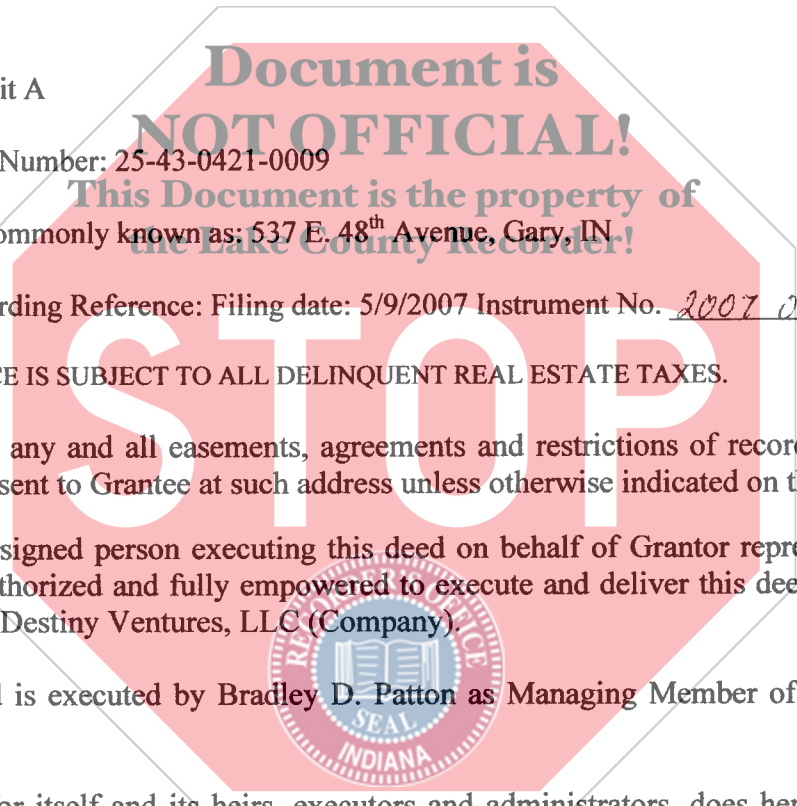 it A
Document is
NOT OFFICIAL!
Number: 25-43-0421-0009
This Document is the property of
ommonly known as: 537 E. 48th Avenue, Gary, IN
the Lake County Recorder!
rding Reference: Filing date: 5/9/2007 Instrument No. 2007 0
CE IS SUBJECT TO ALL DELINQUENT REAL ESTATE TAXES.
STOP
any and all easements, agreements and restrictions of recor
sent to Grantee at such address unless otherwise indicated on t
signed person executing this deed on behalf of Grantor repre
thorized and fully empowered to execute and deliver this dee
Destiny Ventures, LLC (Company).
RECORDER'S OFFICE
SEAL
INDIANA
is executed by Bradley D. Patton as Managing Member of
or itself and its heirs, executors and administrators, does her